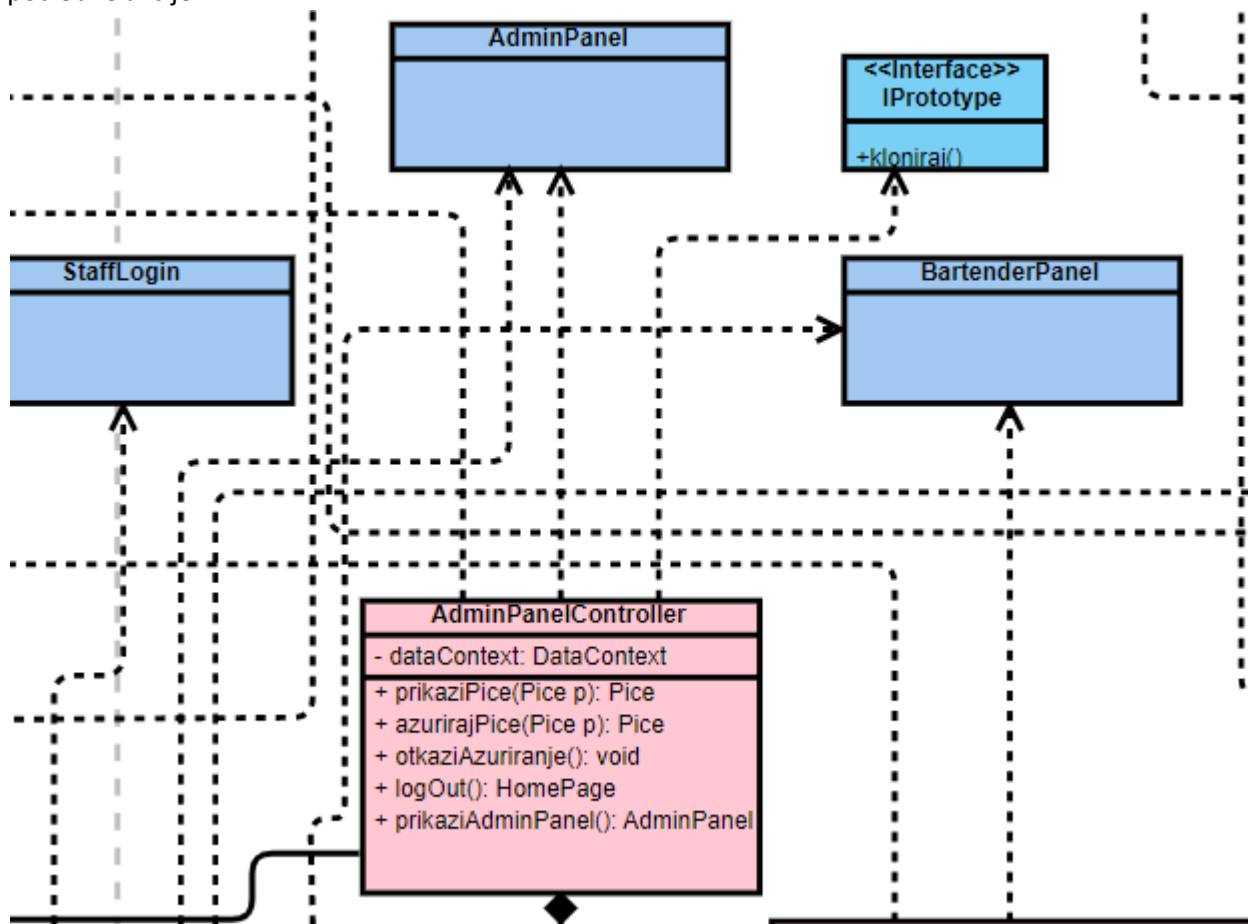 AdminPanel
<<Interface>>
IPrototype
+kloniraj()
StaffLogin
BartenderPanel
AdminPanelController
- dataContext: DataContext
+ prikaziPice(Pice p): Pice
+ azurirajPice(Pice p): Pice
+ otkaziAzuriranje(): void
+ logOut(): HomePage
+ prikaziAdminPanel(): AdminPanel